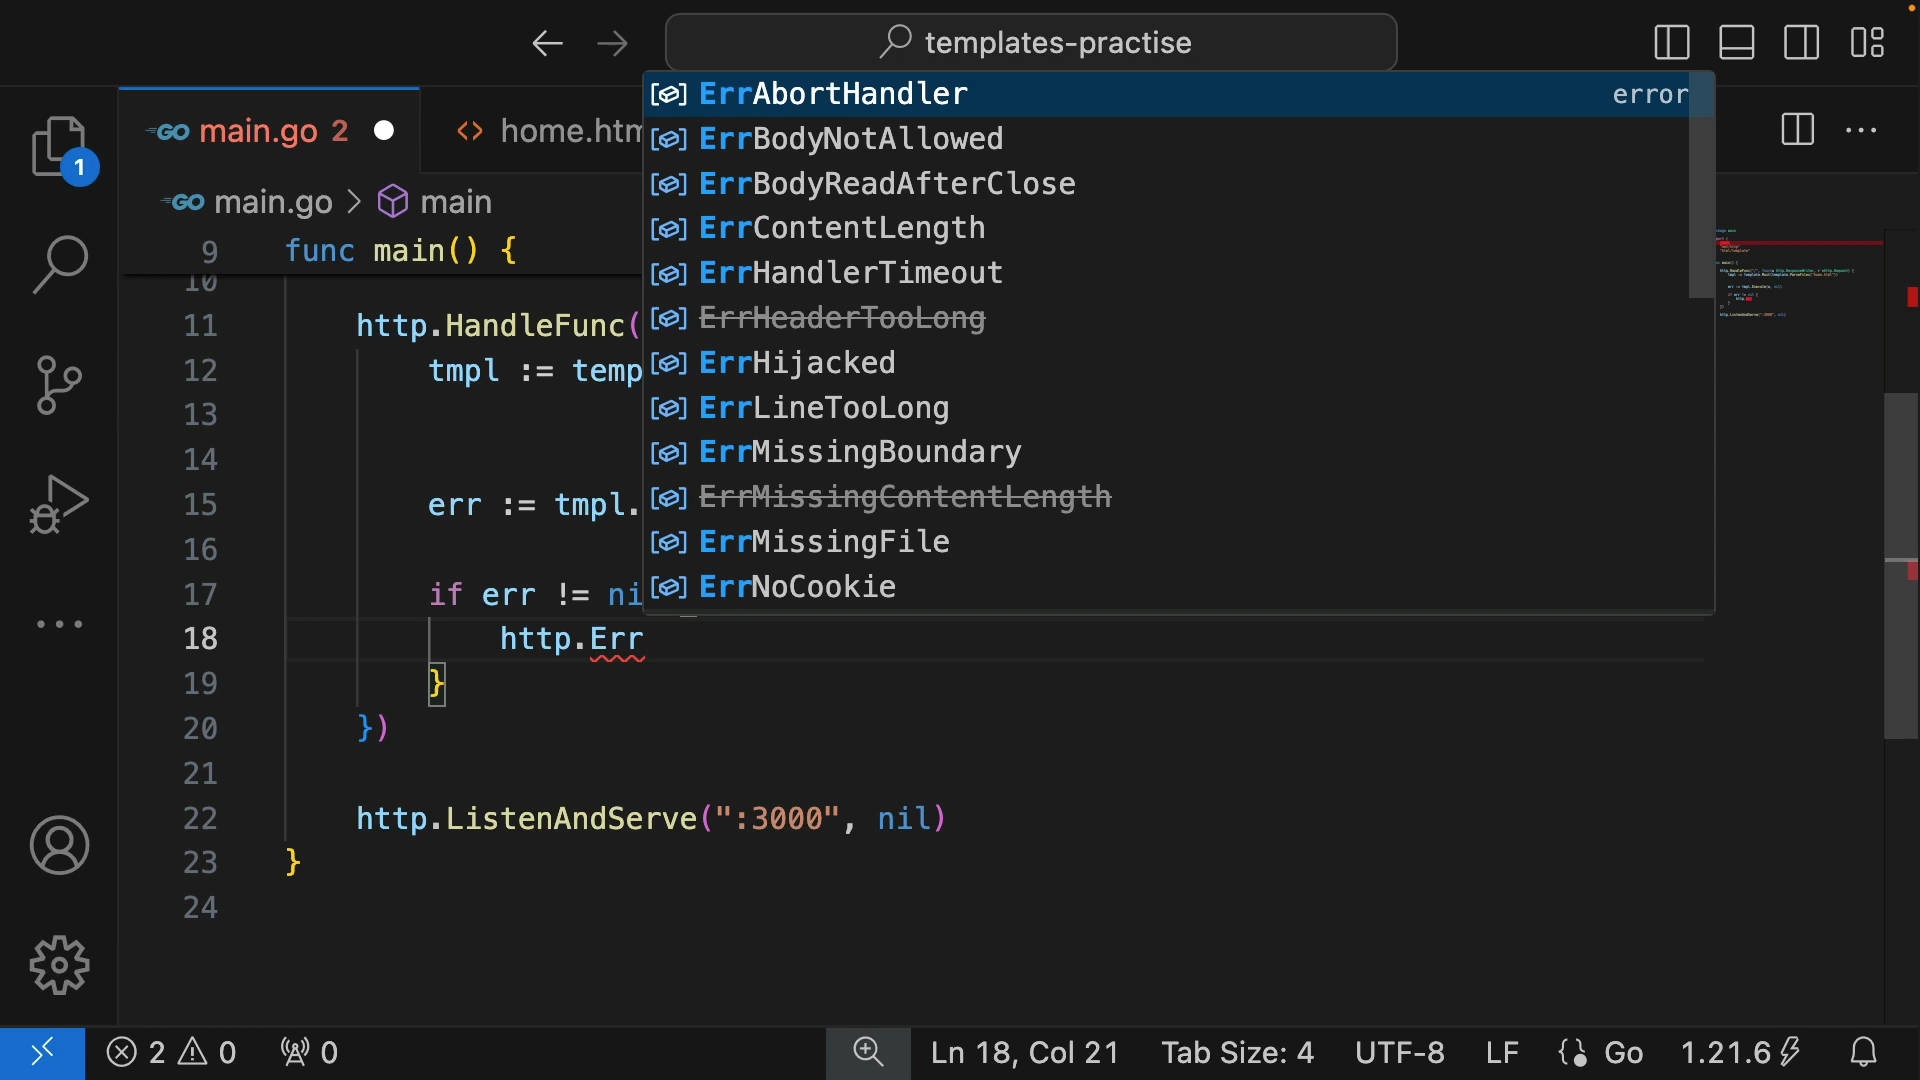 templates-practise
GO main.go 2
<> home.htm
GO main.go > main
ErrAbortHandler error
ErrBodyNotAllowed
ErrBodyReadAfterClose
ErrContentLength
ErrHandlerTimeout
ErrHeaderTooLong
ErrHijacked
ErrLineTooLong
ErrMissingBoundary
ErrMissingContentLength
ErrMissingFile
ErrNoCookie
1
9 func main() {
10
11 http.HandleFunc(
12 tmpl := temp
13
14
15 err := tmpl.
16
17 if err != ni
18 http.Err
19 }
20 })
21
22 http.ListenAndServe(":3000", nil)
23 }
24
2 0 0 Ln 18, Col 21 Tab Size: 4 UTF-8 LF Go 1.21.6